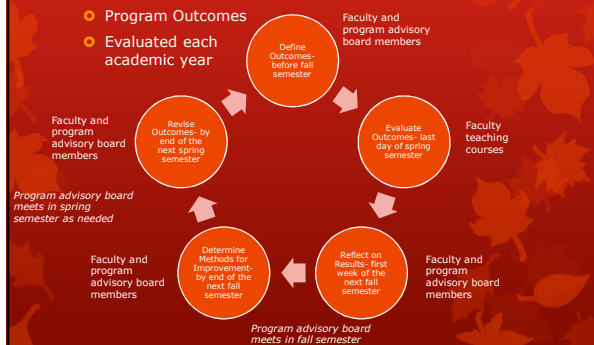 Program Outcomes
Evaluated each
academic year
Define
Outcomes-
before fall
semester
Faculty and
program advisory
board members
Evaluate
Outcomes- last
day of spring
semester
Faculty
teaching
courses
Reflect on
Results- first
week of the
next fall
semester
Faculty and
program
advisory board
members
Program advisory board
meets in fall semester
Determine
Methods for
Improvement-
by end of the
next fall
semester
Faculty and
program
advisory board
members
Program advisory board
meets in spring
semester as needed
Revise
Outcomes- by
end of the
next spring
semester
Faculty and
program
advisory board
members